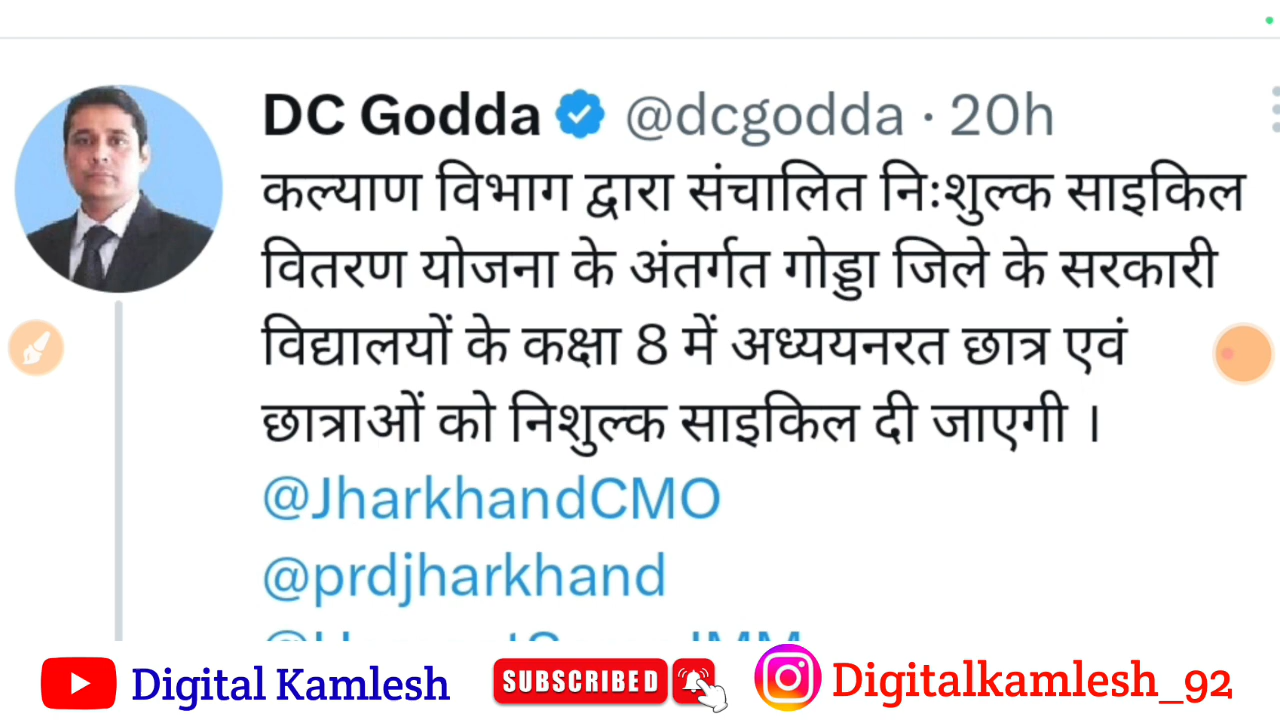 DC Godda @dcgodda · 20h
कल्याण विभाग द्वारा संचालित निःशुल्क साइकिल
वितरण योजना के अंतर्गत गोड्डा जिले के सरकारी
विद्यालयों के कक्षा 8 में अध्ययनरत छात्र एवं
छात्राओं को निशुल्क साइकिल दी जाएगी ।
@JharkhandCMO
@prdjharkhand
Digital Kamlesh SUBSCRIBED Digitalkamlesh_92